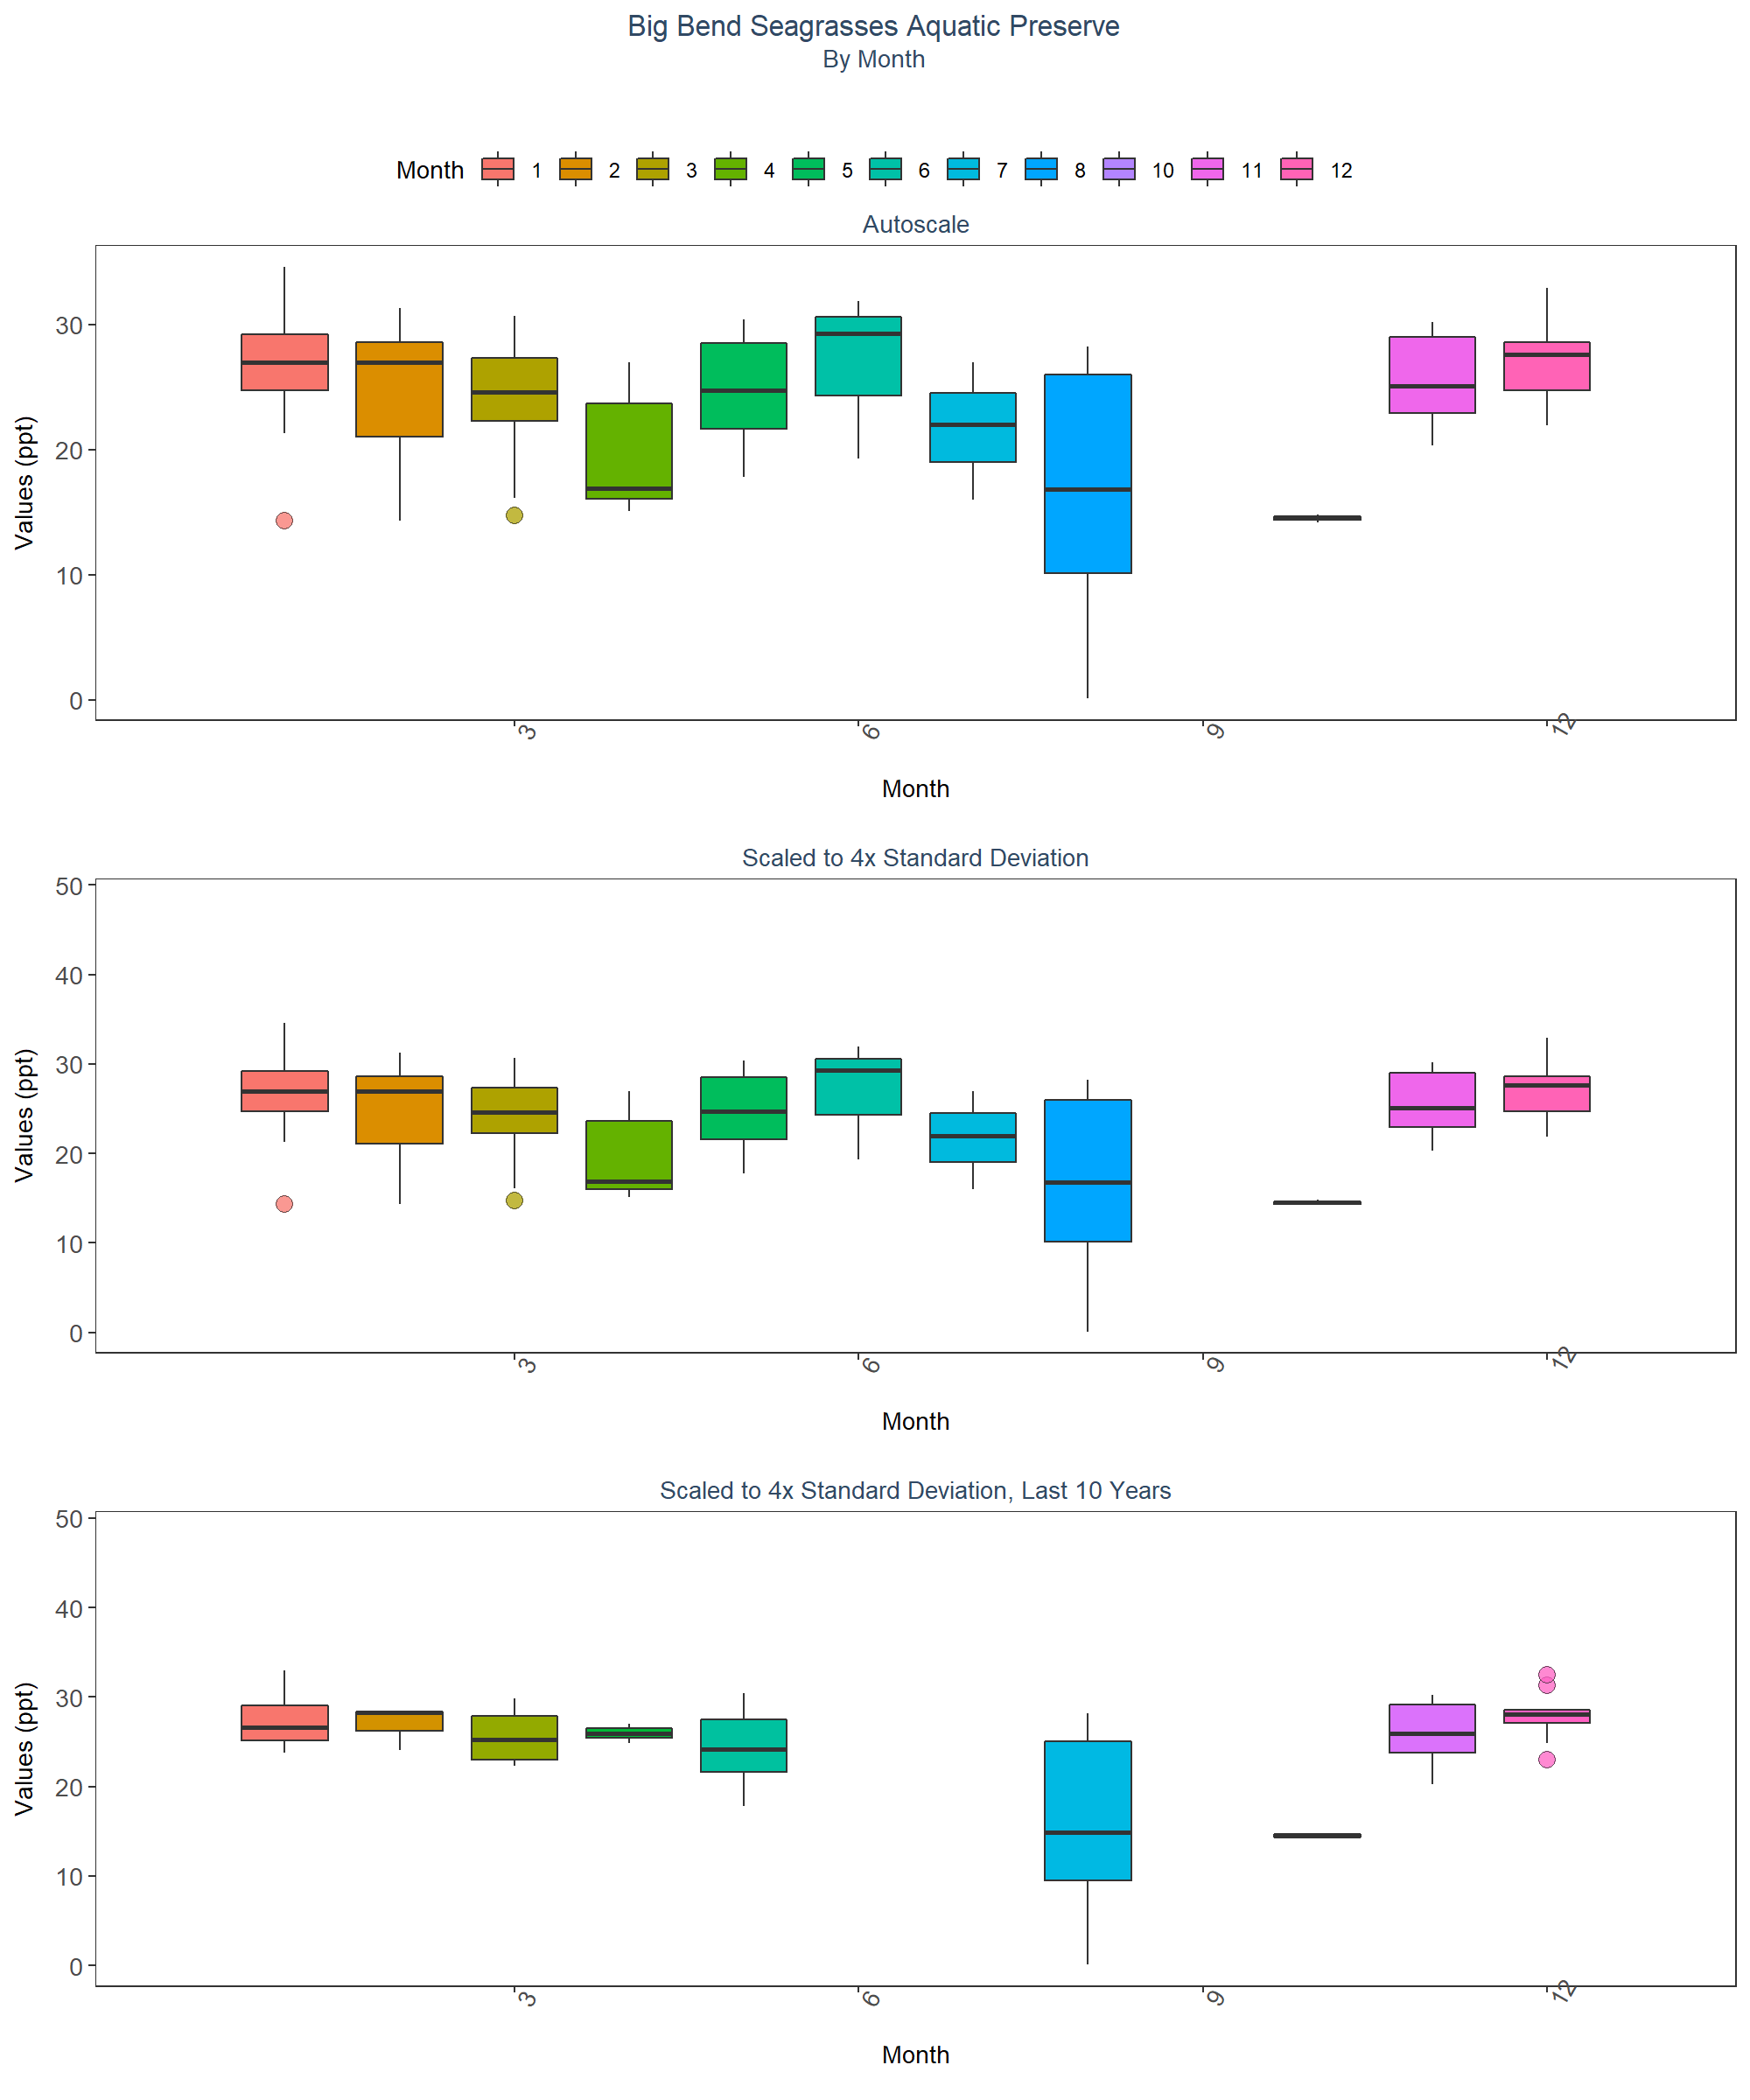 Big Bend Seagrasses Aquatic Preserve
By Month
Month 1 2 3 4 5 6 7 8 10 11 12
Autoscale
Values (ppt)
30
20
10
0
3 6 9 12
Month
Scaled to 4x Standard Deviation
Values (ppt)
50
40
30
20
10
0
3 6 9 12
Month
Scaled to 4x Standard Deviation, Last 10 Years
Values (ppt)
50
40
30
20
10
0
3 6 9 12
Month